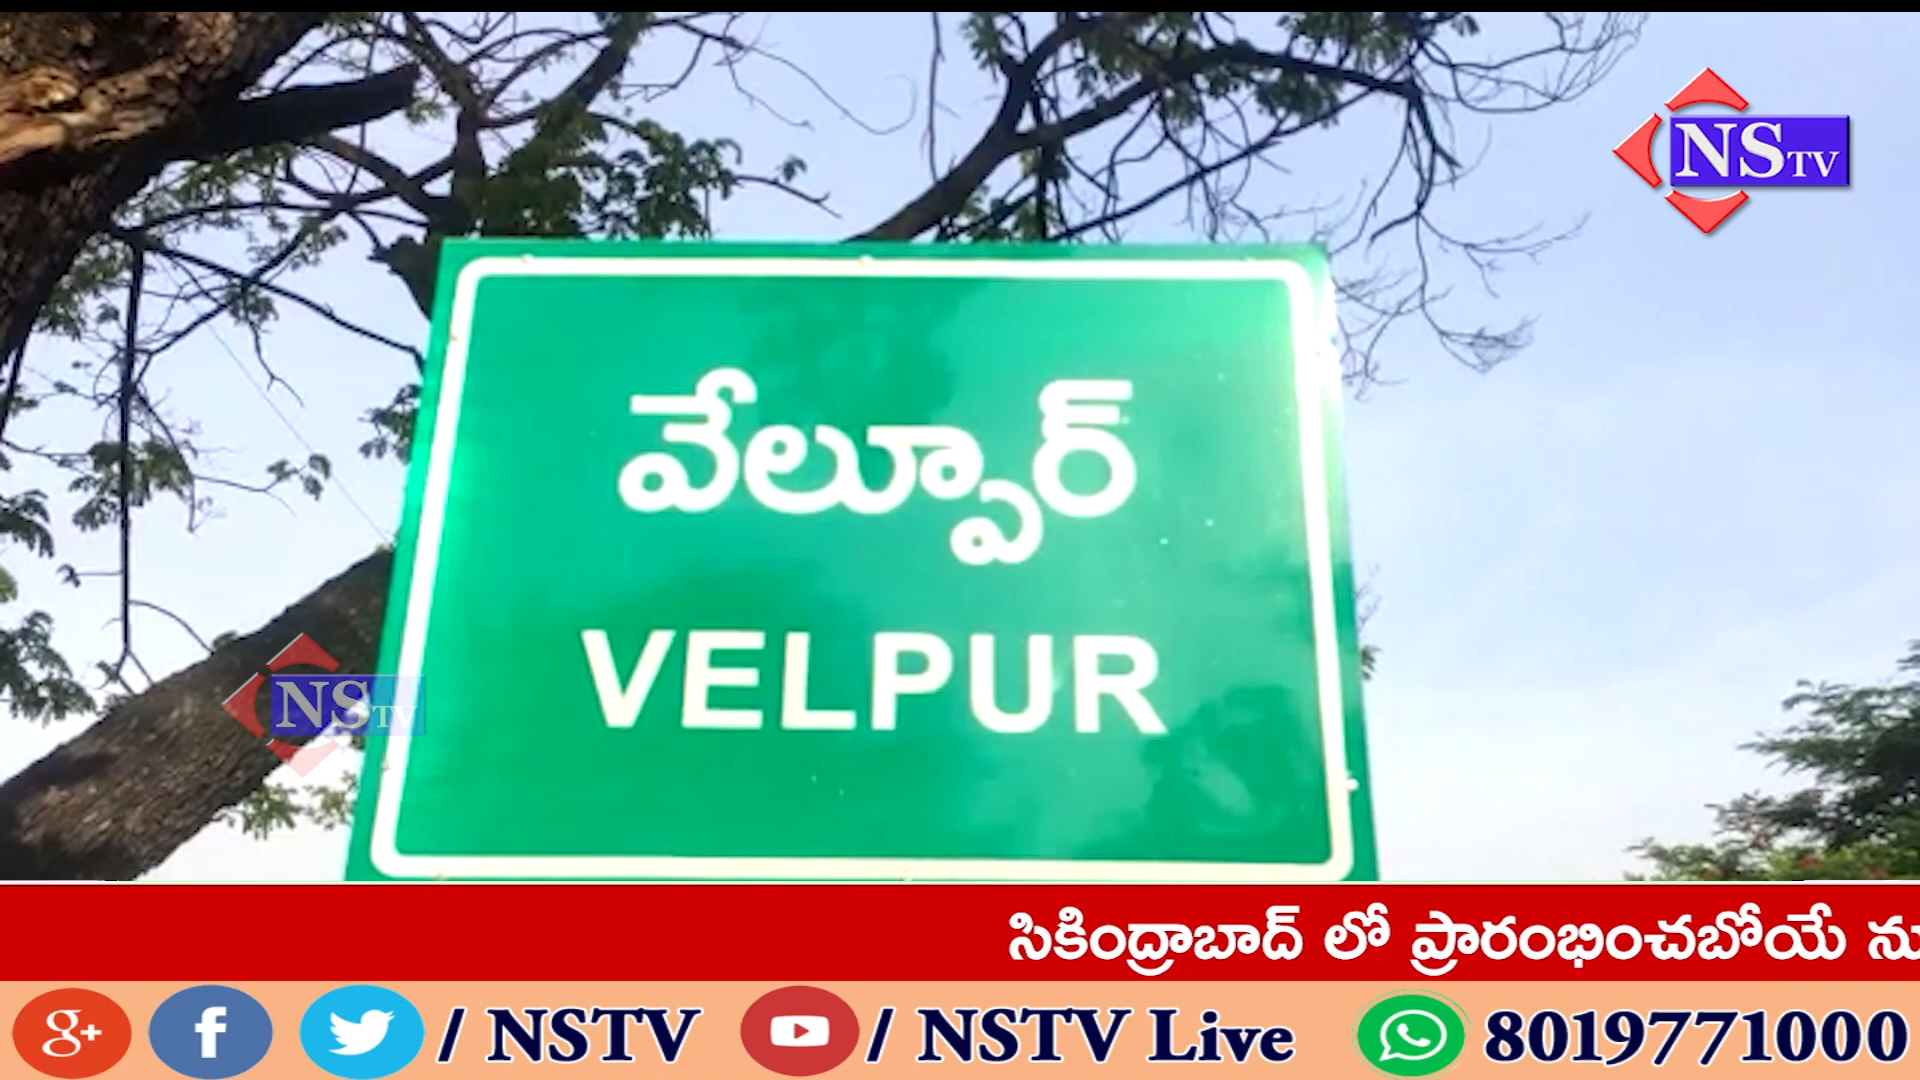 NSTV
వేల్పూర్
VELPUR
NSTV
సికింద్రాబాద్ లో ప్రారంభించబోయే
g+ f / NSTV / NSTV Live 8019771000